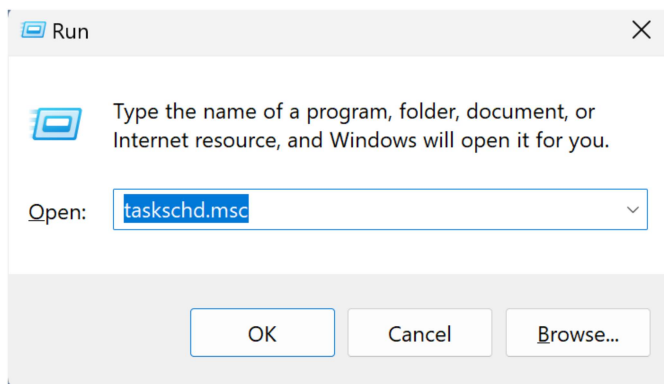 Run
Type the name of a program, folder, document, or
Internet resource, and Windows will open it for you.
Open:
taskschd.msc
OK
Cancel
Browse...